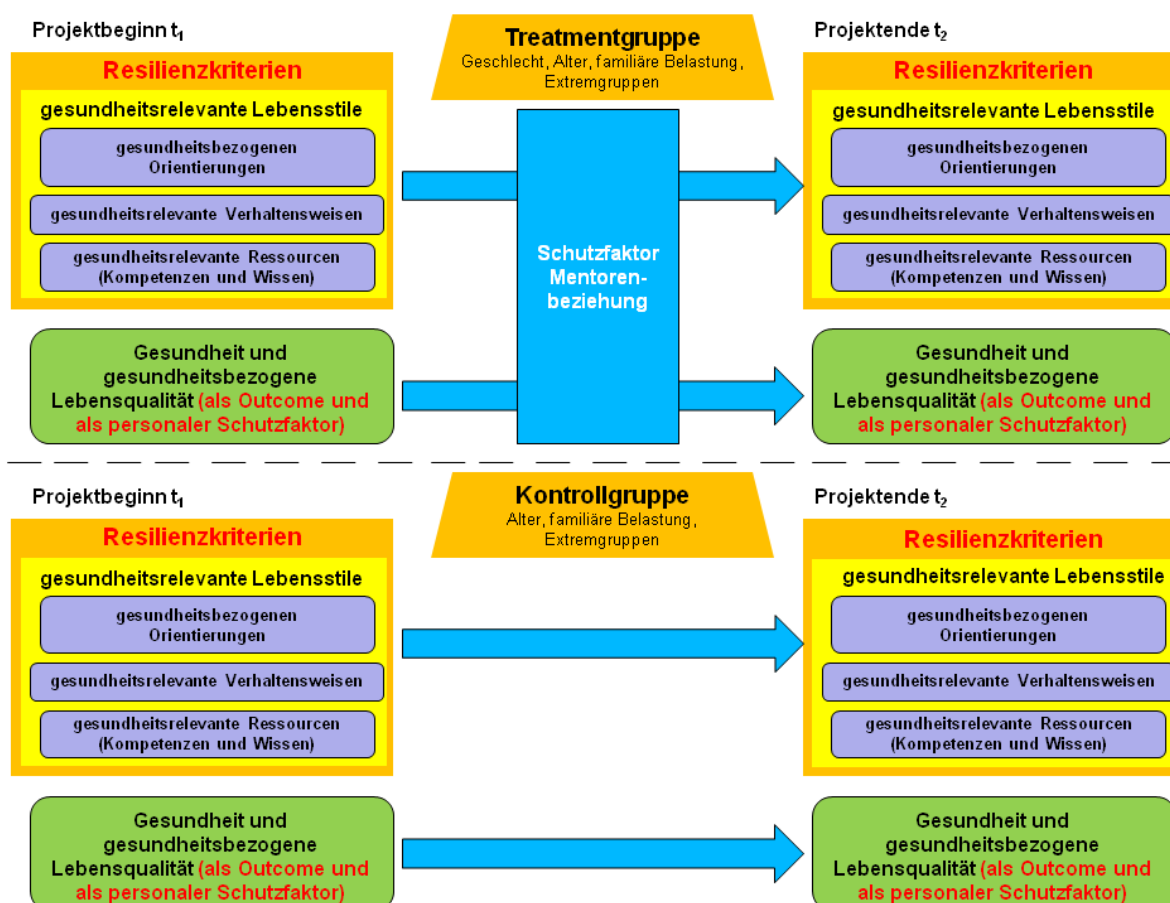 Projektbeginn t₁
Resilienzkriterien
gesundheitsrelevante Lebensstile
gesundheitsbezogenen
Orientierungen
gesundheitsrelevante Verhaltensweisen
gesundheitsrelevante Ressourcen
(Kompetenzen und Wissen)
Gesundheit und
gesundheitsbezogene
Lebensqualität (als Outcome und
als personaler Schutzfaktor)
Treatmentgruppe
Geschlecht, Alter, familiäre Belastung,
Extremgruppen
Schutzfaktor
Mentoren-
beziehung
Projektende t₂
Resilienzkriterien
gesundheitsrelevante Lebensstile
gesundheitsbezogenen
Orientierungen
gesundheitsrelevante Verhaltensweisen
gesundheitsrelevante Ressourcen
(Kompetenzen und Wissen)
Gesundheit und
gesundheitsbezogene
Lebensqualität (als Outcome und
als personaler Schutzfaktor)
Projektbeginn t₁
Resilienzkriterien
gesundheitsrelevante Lebensstile
gesundheitsbezogenen
Orientierungen
gesundheitsrelevante Verhaltensweisen
gesundheitsrelevante Ressourcen
(Kompetenzen und Wissen)
Gesundheit und
gesundheitsbezogene
Lebensqualität (als Outcome und
als personaler Schutzfaktor)
Kontrollgruppe
Alter, familiäre Belastung,
Extremgruppen
Projektende t₂
Resilienzkriterien
gesundheitsrelevante Lebensstile
gesundheitsbezogenen
Orientierungen
gesundheitsrelevante Verhaltensweisen
gesundheitsrelevante Ressourcen
(Kompetenzen und Wissen)
Gesundheit und
gesundheitsbezogene
Lebensqualität (als Outcome und
als personaler Schutzfaktor)